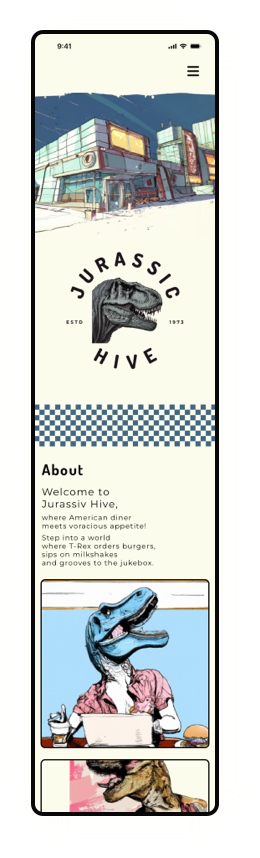 9:41
JURASSIC
ESTD 1973
HIVE
About
Welcome to
Jurassiv Hive,
where American diner
meets voracious appetite!
Step into a world
where T-Rex orders burgers,
sips on milkshakes
and grooves to the jukebox.